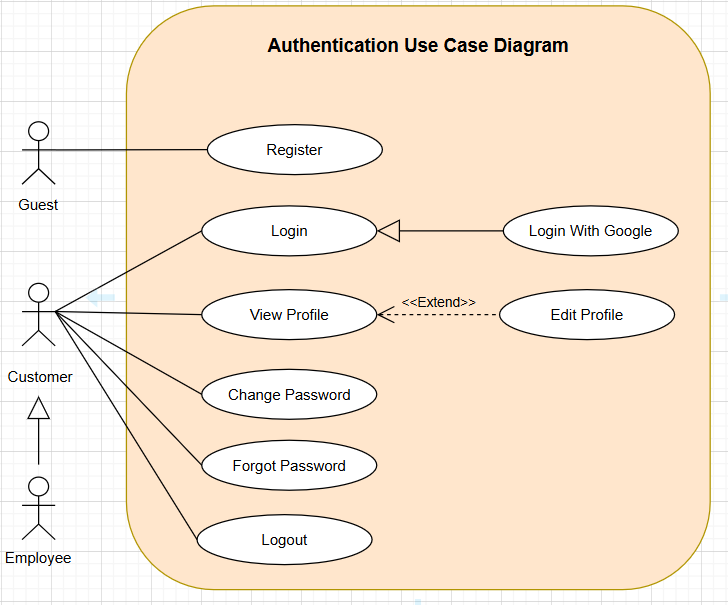 Authentication Use Case Diagram
Register
Guest
Login
Login With Google
<<Extend>>
View Profile
Edit Profile
Customer
Change Password
Forgot Password
Logout
Employee